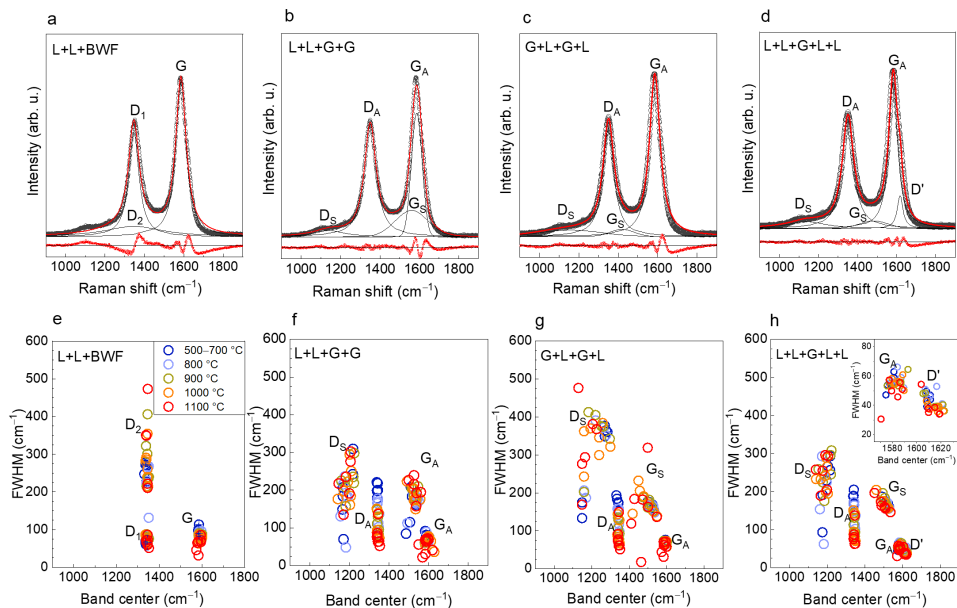 a
b
c
d
L+L+BWF
D1
G
D2
Intensity (arb. u.)
1000 1200 1400 1600 1800
Raman shift (cm−1)
L+L+G+G
GA
DA
DS
GS
Intensity (arb. u.)
1000 1200 1400 1600 1800
Raman shift (cm−1)
G+L+G+L
GA
DA
DS
GS
Intensity (arb. u.)
1000 1200 1400 1600 1800
Raman shift (cm−1)
L+L+G+L+L
GA
DA
D'
DS
GS
Intensity (arb. u.)
1000 1200 1400 1600 1800
Raman shift (cm−1)
e
f
g
h
L+L+BWF
500–700 °C
800 °C
900 °C
1000 °C
1100 °C
D2
D1
G
FWHM (cm−1)
600
500
400
300
200
100
0
1000 1200 1400 1600 1800
Band center (cm−1)
L+L+G+G
DS
GA
DA
GA
FWHM (cm−1)
600
500
400
300
200
100
0
1000 1200 1400 1600 1800
Band center (cm−1)
G+L+G+L
DS
GS
DA
GA
FWHM (cm−1)
600
500
400
300
200
100
0
1000 1200 1400 1600 1800
Band center (cm−1)
L+L+G+L+L
GA
D'
FWHM (cm−1)
80
60
40
20
1580 1600 1620
Band center (cm−1)
DS
GS
DA
GA
D'
FWHM (cm−1)
600
500
400
300
200
100
0
1000 1200 1400 1600 1800
Band center (cm−1)